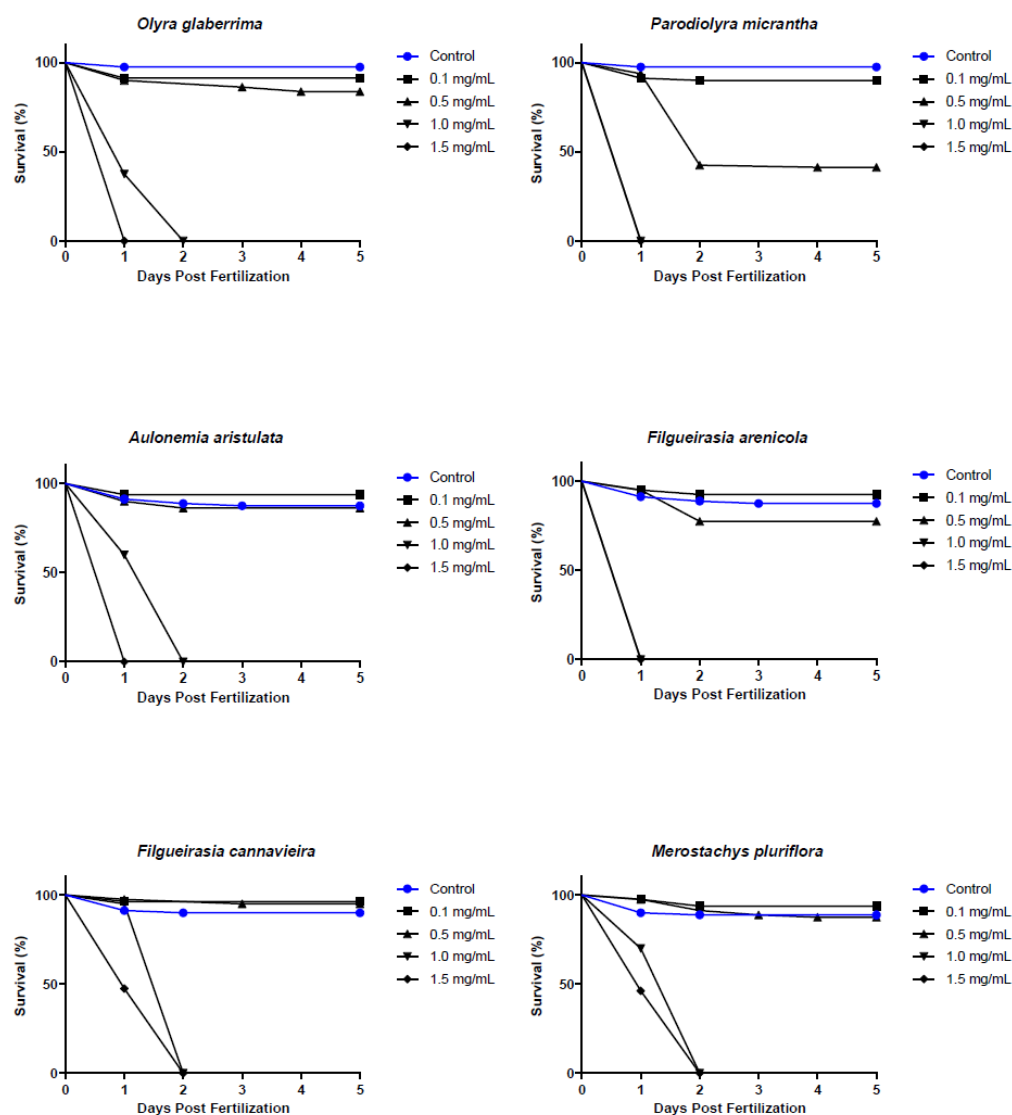 Olyra glaberrima
Survival (%)
100
50
0
0 1 2 3 4 5
Days Post Fertilization
Control
0.1 mg/mL
0.5 mg/mL
1.0 mg/mL
1.5 mg/mL
Parodiolyra micrantha
Survival (%)
100
50
0
0 1 2 3 4 5
Days Post Fertilization
Control
0.1 mg/mL
0.5 mg/mL
1.0 mg/mL
1.5 mg/mL
Aulonemia aristulata
Survival (%)
100
50
0
0 1 2 3 4 5
Days Post Fertilization
Control
0.1 mg/mL
0.5 mg/mL
1.0 mg/mL
1.5 mg/mL
Filgueirasia arenicola
Survival (%)
100
50
0
0 1 2 3 4 5
Days Post Fertilization
Control
0.1 mg/mL
0.5 mg/mL
1.0 mg/mL
1.5 mg/mL
Filgueirasia cannavieira
Survival (%)
100
50
0
0 1 2 3 4 5
Days Post Fertilization
Control
0.1 mg/mL
0.5 mg/mL
1.0 mg/mL
1.5 mg/mL
Merostachys pluriflora
Survival (%)
100
50
0
0 1 2 3 4 5
Days Post Fertilization
Control
0.1 mg/mL
0.5 mg/mL
1.0 mg/mL
1.5 mg/mL